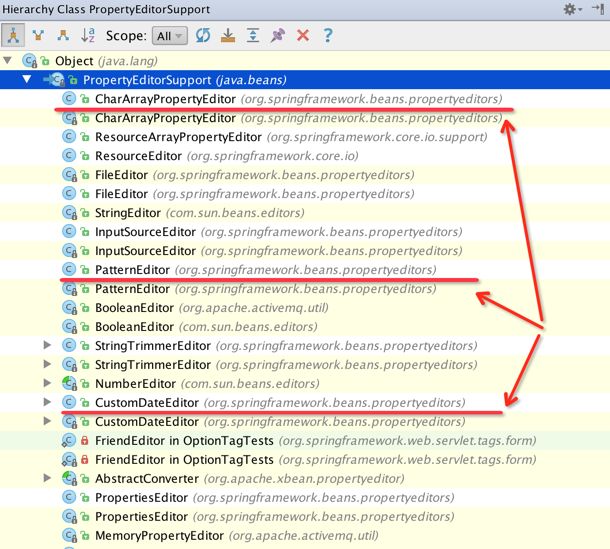 Hierarchy Class PropertyEditorSupport
Scope: All
Object (java.lang)
PropertyEditorSupport (java.beans)
CharArrayPropertyEditor (org.springframework.beans.propertyeditors)
CharArrayPropertyEditor (org.springframework.beans.propertyeditors)
ResourceArrayPropertyEditor (org.springframework.core.io.support)
ResourceEditor (org.springframework.core.io)
FileEditor (org.springframework.beans.propertyeditors)
FileEditor (org.springframework.beans.propertyeditors)
StringEditor (com.sun.beans.editors)
InputSourceEditor (org.springframework.beans.propertyeditors)
InputSourceEditor (org.springframework.beans.propertyeditors)
PatternEditor (org.springframework.beans.propertyeditors)
PatternEditor (org.springframework.beans.propertyeditors)
BooleanEditor (org.apache.activemq.util)
BooleanEditor (com.sun.beans.editors)
StringTrimmerEditor (org.springframework.beans.propertyeditors)
StringTrimmerEditor (org.springframework.beans.propertyeditors)
NumberEditor (com.sun.beans.editors)
CustomDateEditor (org.springframework.beans.propertyeditors)
CustomDateEditor (org.springframework.beans.propertyeditors)
FriendEditor in OptionTagTests (org.springframework.web.servlet.tags.form)
FriendEditor in OptionTagTests (org.springframework.web.servlet.tags.form)
AbstractConverter (org.apache.xbean.propertyeditor)
PropertiesEditor (org.springframework.beans.propertyeditors)
PropertiesEditor (org.springframework.beans.propertyeditors)
MemoryPropertyEditor (org.apache.activemq.util)